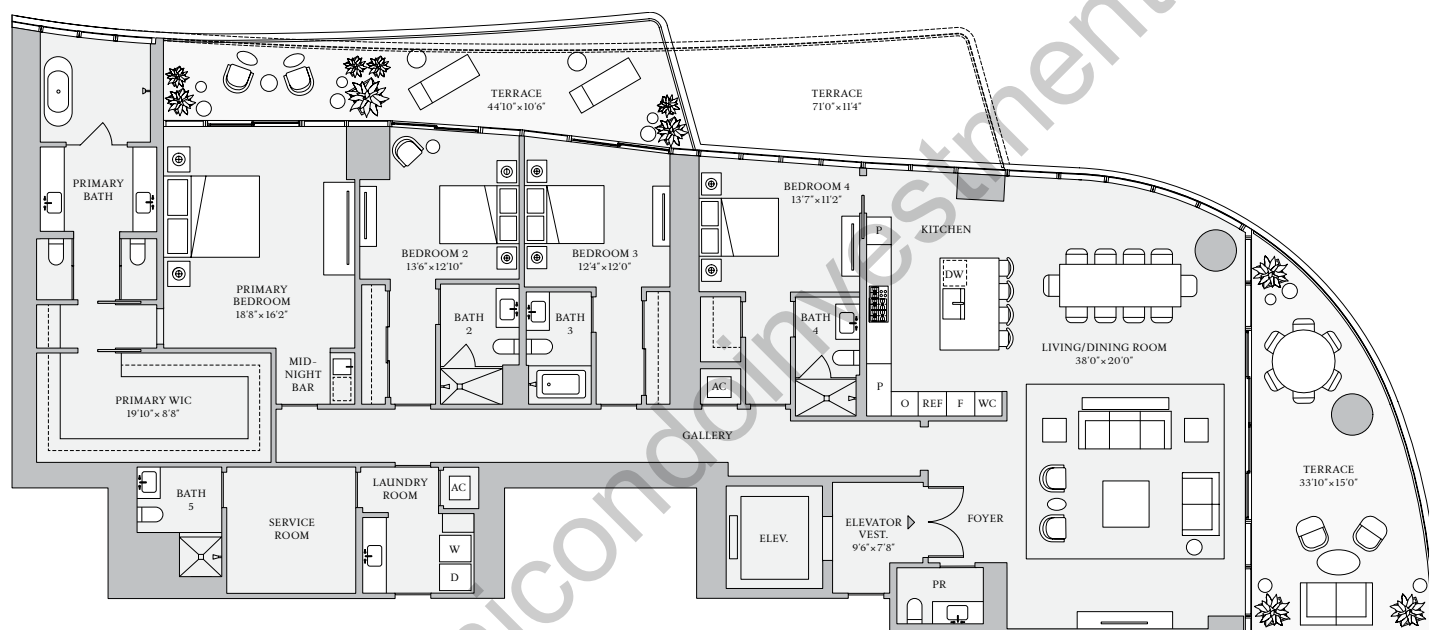 TERRACE
44'10"×10'6"
TERRACE
71'0"×11'4"
PRIMARY
BATH
BEDROOM 4
13'7"×11'2"
P
KITCHEN
BEDROOM 2
13'6"×12'10"
BEDROOM 3
12'4"×12'0"
DW
PRIMARY
BEDROOM
18'8"×16'2"
BATH
2
BATH
3
BATH
4
LIVING/DINING ROOM
38'0"×20'0"
MID-
NIGHT
BAR
AC
P
PRIMARY WIC
19'10"×8'8"
O
REF
F
WC
GALLERY
TERRACE
33'10"×15'0"
LAUNDRY
ROOM
AC
BATH
5
SERVICE
ROOM
ELEV.
ELEVATOR
VEST.
9'6"×7'8"
FOYER
W
D
PR
icondoinvestment